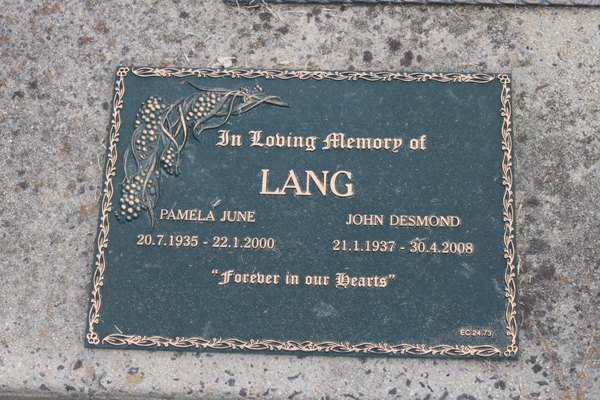 In Loving Memory of
LANG
PAMELA JUNE JOHN DESMOND
20.7.1935 - 22.1.2000 21.1.1937 - 30.4.2008
"Forever in our Hearts"
EC 24:73